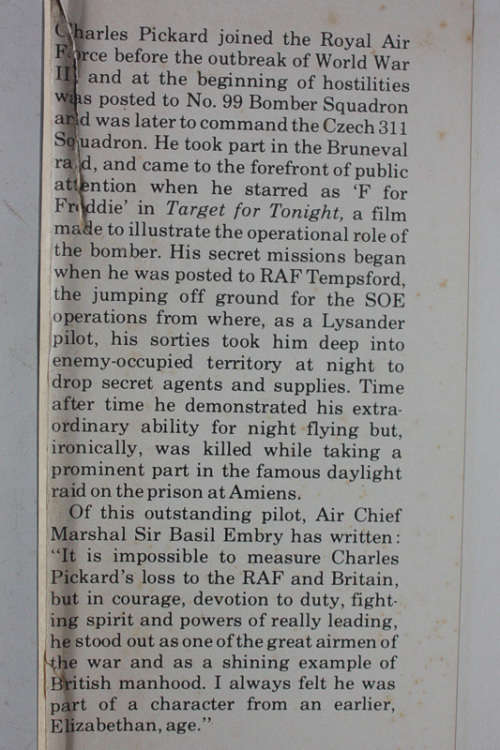 Charles Pickard joined the Royal Air
Force before the outbreak of World War
II and at the beginning of hostilities
was posted to No. 99 Bomber Squadron
and was later to command the Czech 311
Squadron. He took part in the Bruneval
raid, and came to the forefront of public
attention when he starred as ‘F for
Freddie’ in Target for Tonight, a film
made to illustrate the operational role of
the bomber. His secret missions began
when he was posted to RAF Tempsford,
the jumping off ground for the SOE
operations from where, as a Lysander
pilot, his sorties took him deep into
enemy-occupied territory at night to
drop secret agents and supplies. Time
after time he demonstrated his extra-
ordinary ability for night flying but,
ironically, was killed while taking a
prominent part in the famous daylight
raid on the prison at Amiens.
Of this outstanding pilot, Air Chief
Marshal Sir Basil Embry has written:
“It is impossible to measure Charles
Pickard's loss to the RAF and Britain,
but in courage, devotion to duty, fight-
ing spirit and powers of really leading,
he stood out as one of the great airmen of
the war and as a shining example of
British manhood. I always felt he was
part of a character from an earlier,
Elizabethan, age.”